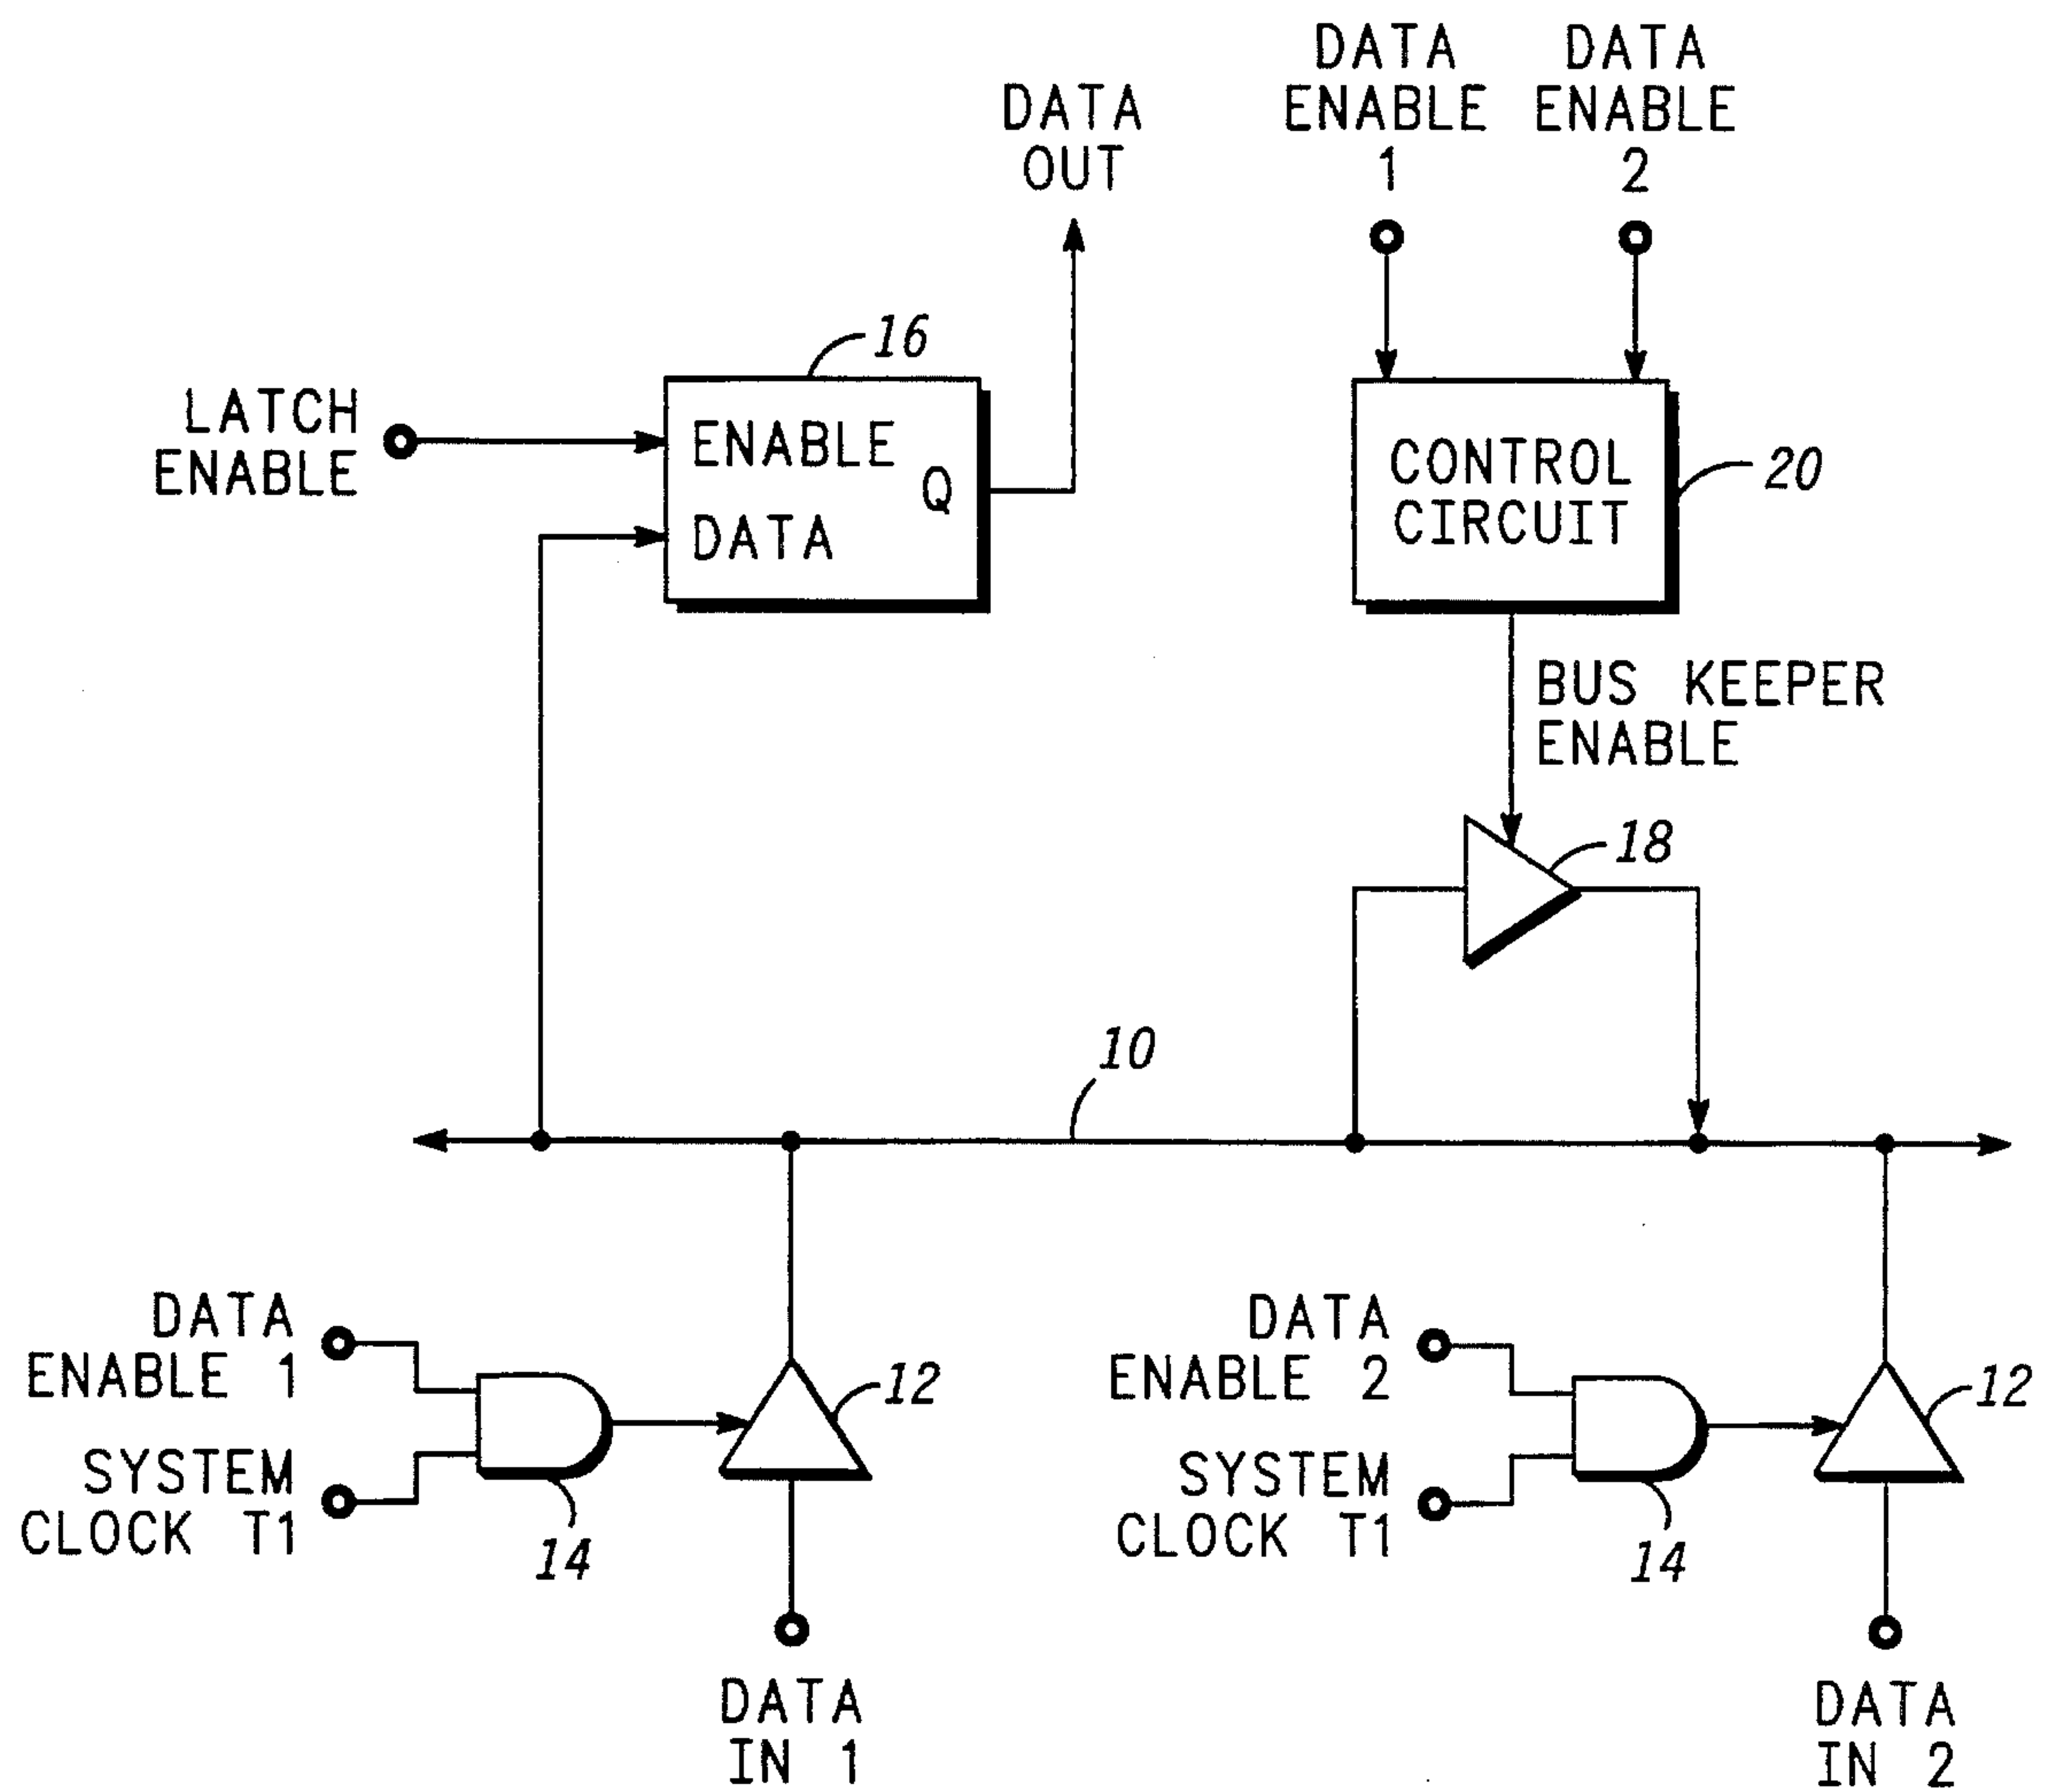 DATA
ENABLE
1
DATA
ENABLE
2
DATA
OUT
16
LATCH
ENABLE
ENABLE
Q
DATA
CONTROL
CIRCUIT
20
BUS KEEPER
ENABLE
18
10
DATA
ENABLE 1
SYSTEM
CLOCK T1
14
12
DATA
IN 1
DATA
ENABLE 2
SYSTEM
CLOCK T1
14
12
DATA
IN 2